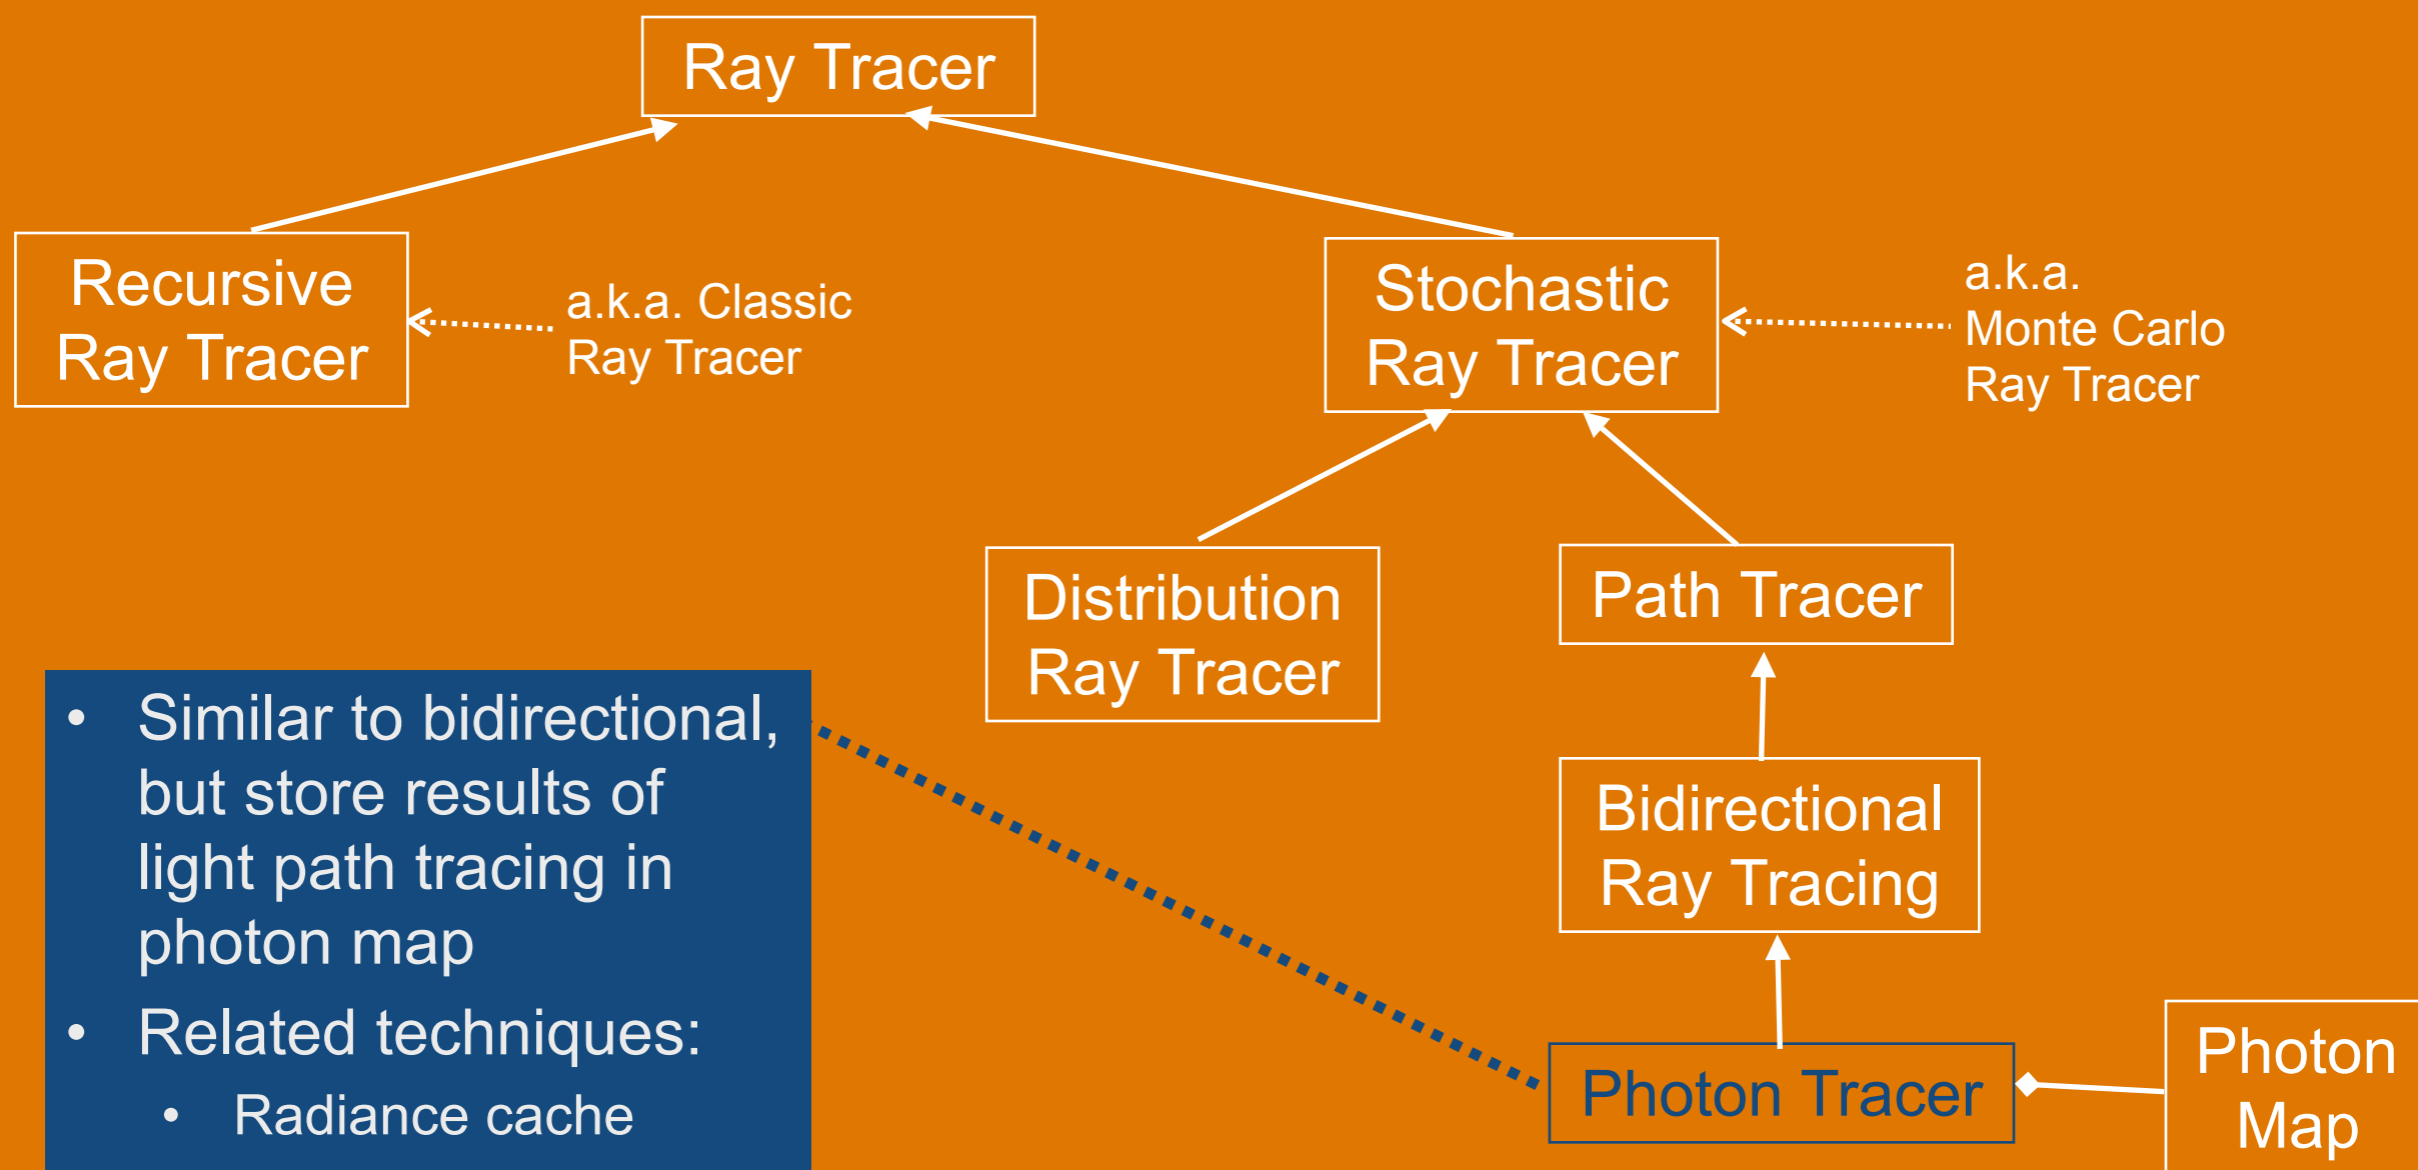 Ray Tracer
Recursive
Ray Tracer
a.k.a. Classic
Ray Tracer
Stochastic
Ray Tracer
a.k.a.
Monte Carlo
Ray Tracer
Distribution
Ray Tracer
Path Tracer
• Similar to bidirectional,
but store results of
light path tracing in
photon map
• Related techniques:
• Radiance cache
Bidirectional
Ray Tracing
Photon Tracer
Photon
Map